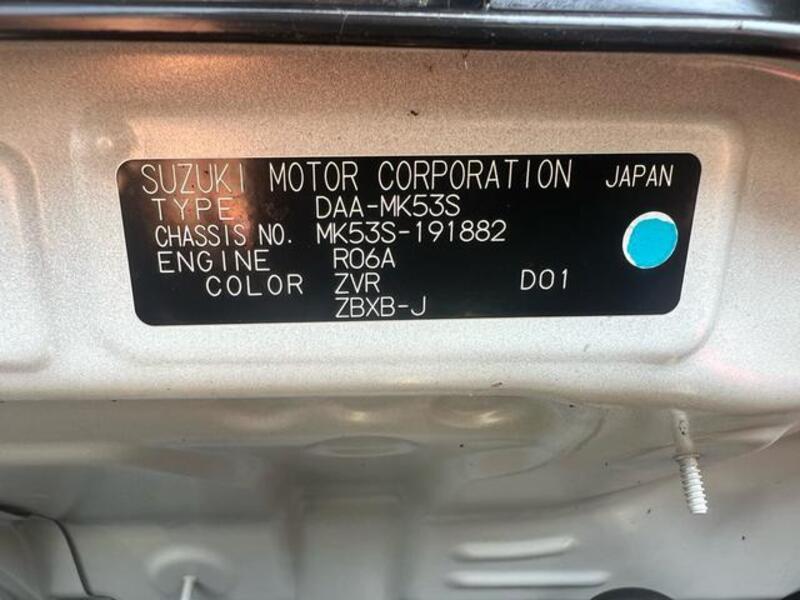 SUZUKI MOTOR CORPORATION JAPAN
TYPE DAA-MK53S
CHASSIS NO. MK53S-191882
ENGINE R06A
COLOR ZVR D01
ZBXB-J